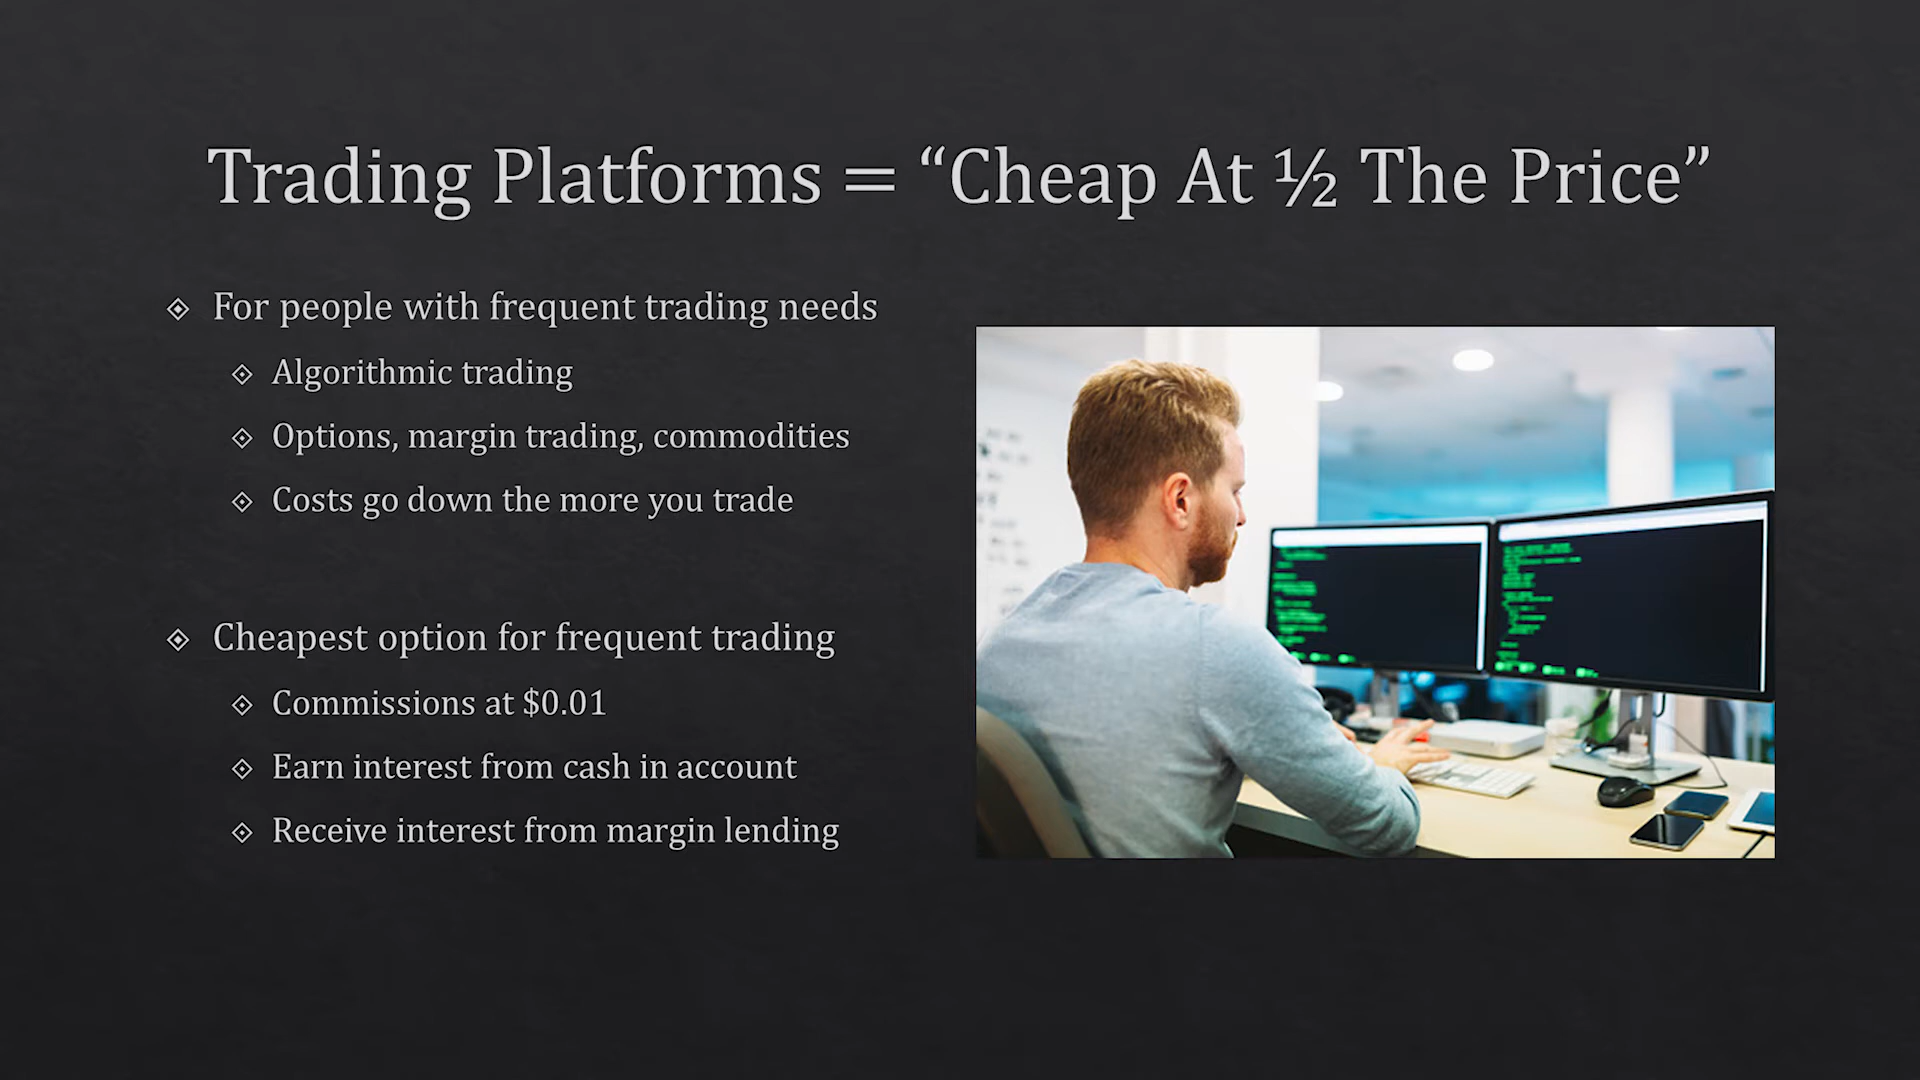 Trading Platforms = “Cheap At ½ The Price”
For people with frequent trading needs
Algorithmic trading
Options, margin trading, commodities
Costs go down the more you trade
Cheapest option for frequent trading
Commissions at $0.01
Earn interest from cash in account
Receive interest from margin lending